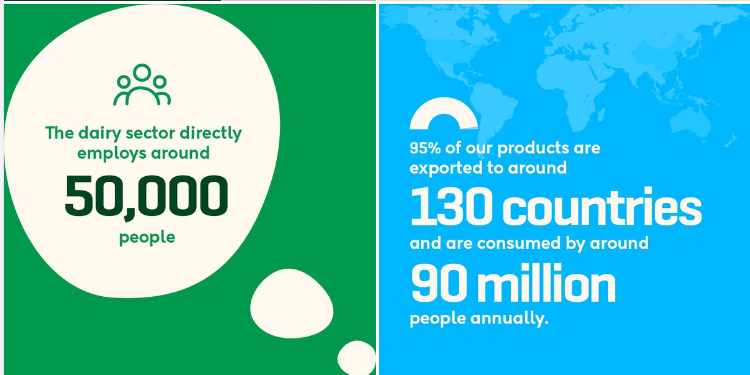 The dairy sector directly
employs around
50,000
people
95% of our products are
exported to around
130 countries
and are consumed by around
90 million
people annually.